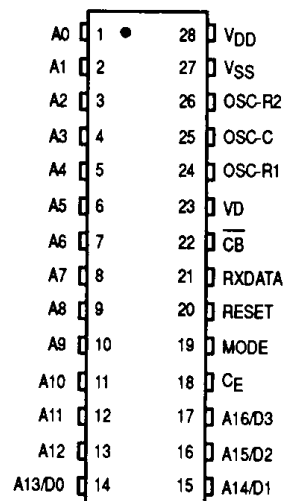 A0 1 28 VDD
A1 2 27 VSS
A2 3 26 OSC-R2
A3 4 25 OSC-C
A4 5 24 OSC-R1
A5 6 23 VD
A6 7 22 C̅B̅
A7 8 21 RXDATA
A8 9 20 RESET
A9 10 19 MODE
A10 11 18 CE
A11 12 17 A16/D3
A12 13 16 A15/D2
A13/D0 14 15 A14/D1